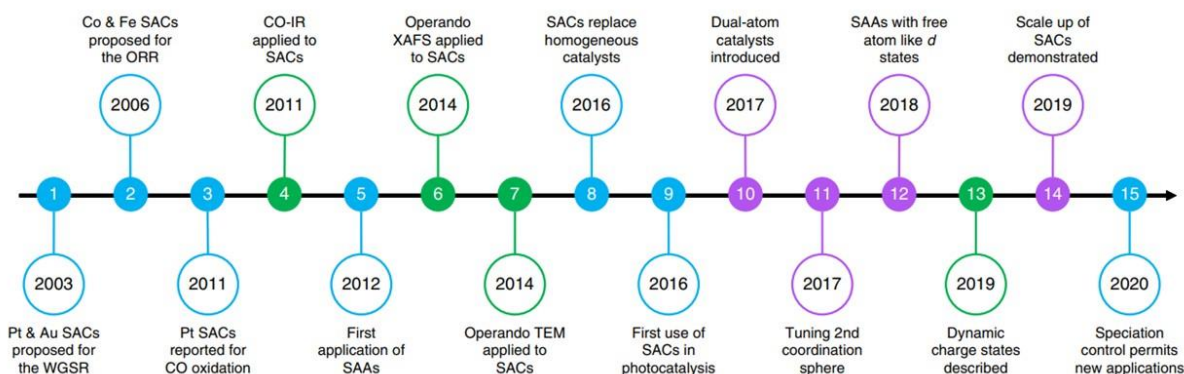 Co & Fe SACs
proposed for
the ORR
CO-IR
applied to
SACs
Operando
XAFS applied
to SACs
SACs replace
homogeneous
catalysts
Dual-atom
catalysts
introduced
SAAs with free
atom like d
states
Scale up of
SACs
demonstrated
2006
2011
2014
2016
2017
2018
2019
1
2
3
4
5
6
7
8
9
10
11
12
13
14
15
2003
2011
2012
2014
2016
2017
2019
2020
Pt & Au SACs
proposed for
the WGSR
Pt SACs
reported for
CO oxidation
First
application of
SAAs
Operando TEM
applied to
SACs
First use of
SACs in
photocatalysis
Tuning 2nd
coordination
sphere
Dynamic
charge states
described
Speciation
control permits
new applications